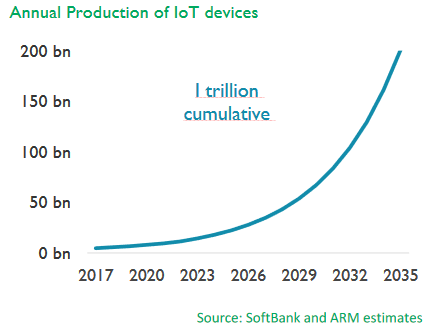 Annual Production of IoT devices
200 bn
1 trillion
cumulative
150 bn
100 bn
50 bn
0 bn
2017 2020 2023 2026 2029 2032 2035
Source: SoftBank and ARM estimates